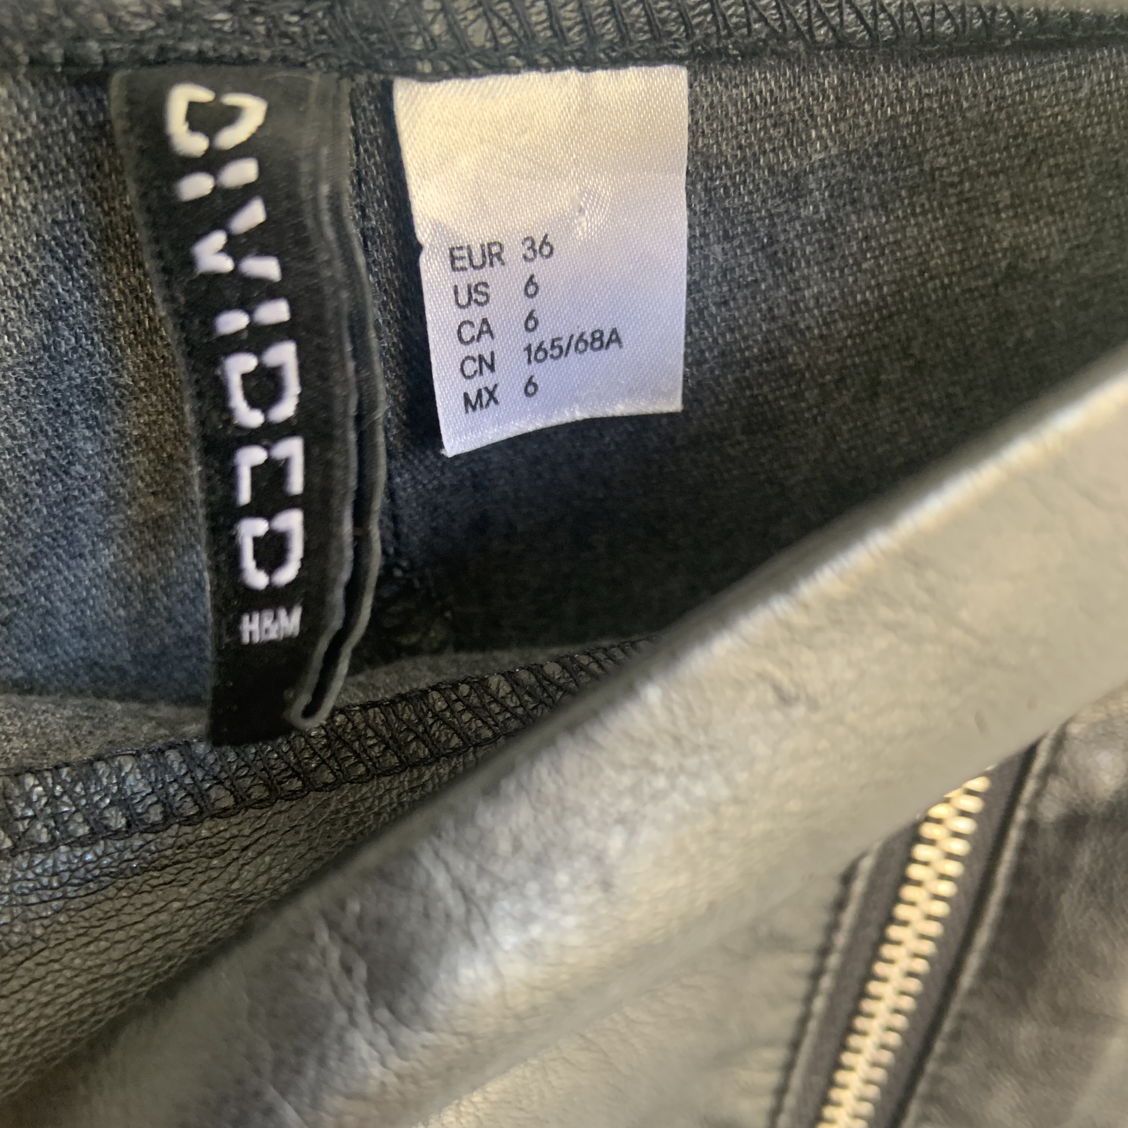 DIVIDED
H&M
EUR 36
US 6
CA 6
CN 165/68A
MX 6